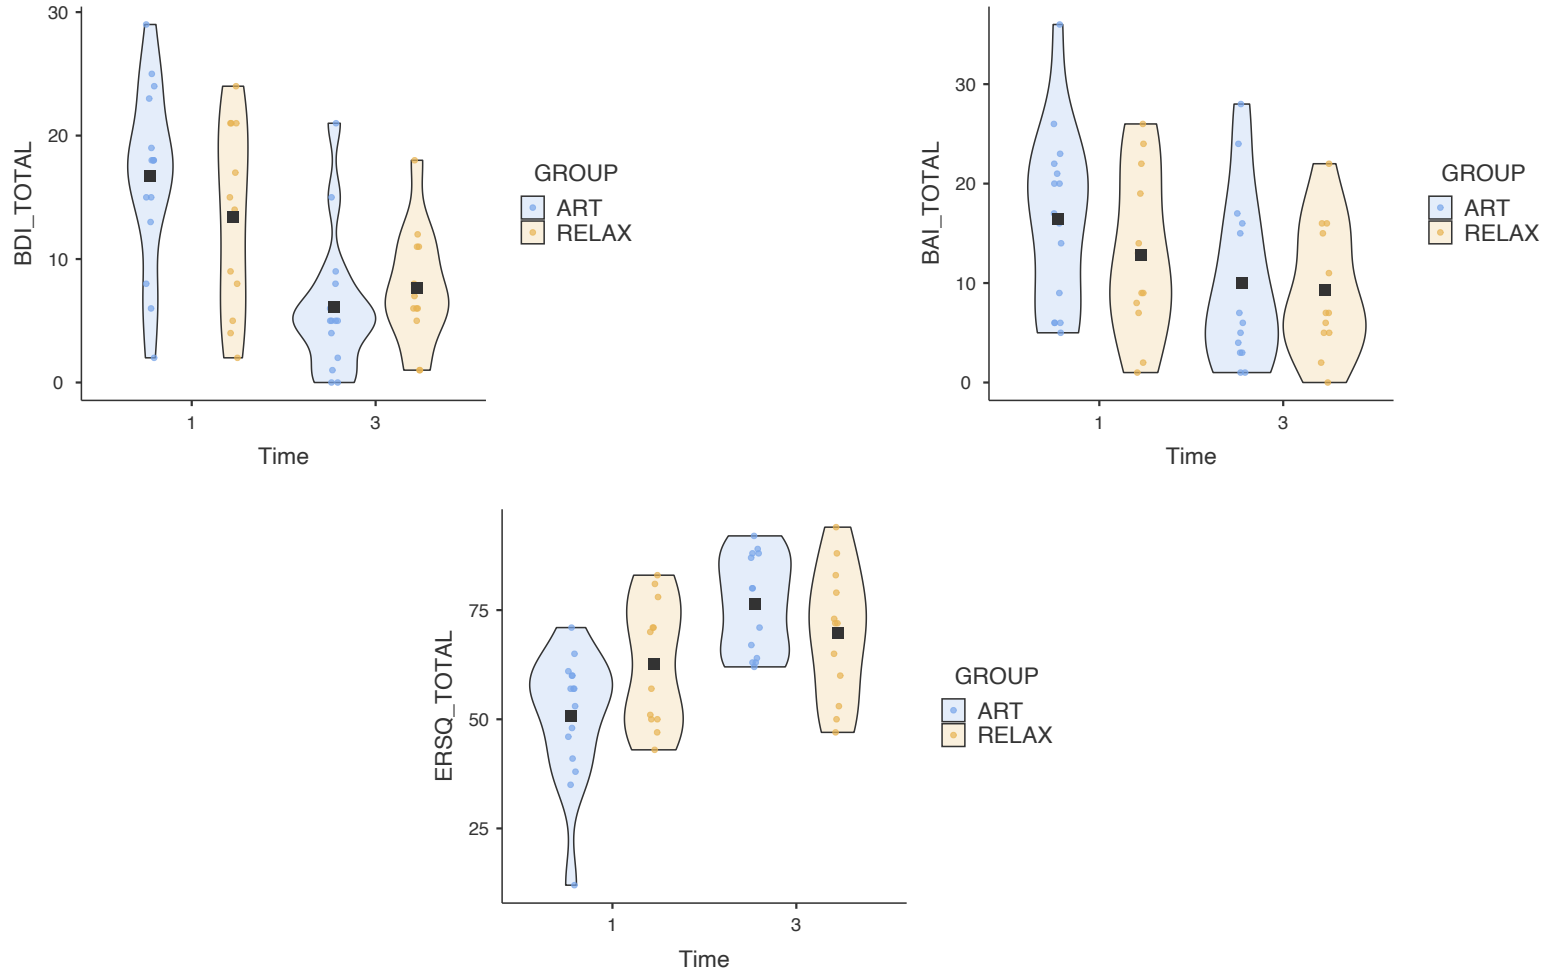 30
20
10
0
BDI_TOTAL
1
3
Time
GROUP
ART
RELAX
30
20
10
0
BAI_TOTAL
1
3
Time
GROUP
ART
RELAX
75
50
25
ERSQ_TOTAL
1
3
Time
GROUP
ART
RELAX